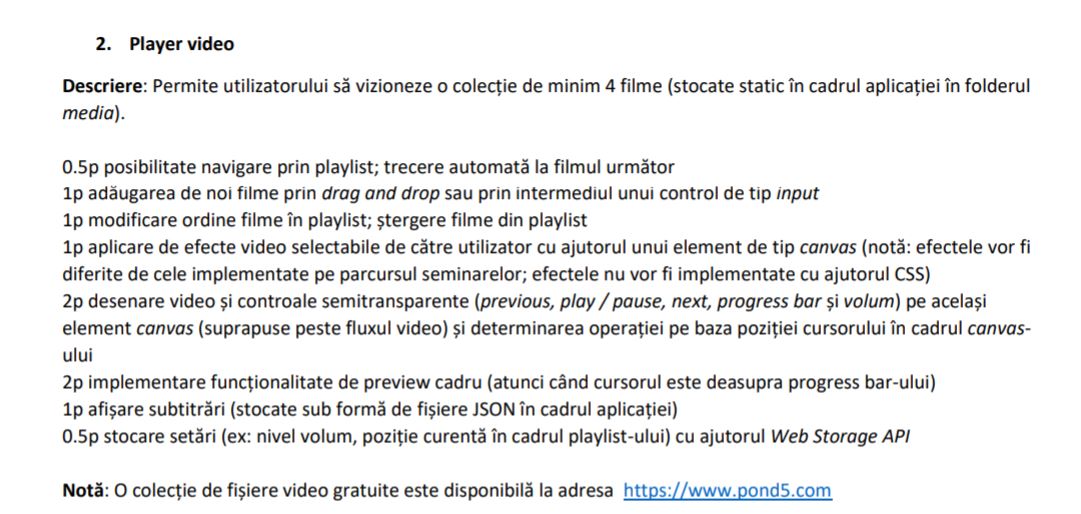 2. Player video
Descriere: Permite utilizatorului să vizioneze o colecție de minim 4 filme (stocate static în cadrul aplicației în folderul
media).
0.5p posibilitate navigare prin playlist; trecere automată la filmul următor
1p adăugarea de noi filme prin drag and drop sau prin intermediul unui control de tip input
1p modificare ordine filme în playlist; ștergere filme din playlist
1p aplicare de efecte video selectabile de către utilizator cu ajutorul unui element de tip canvas (notă: efectele vor fi
diferite de cele implementate pe parcursul seminarelor; efectele nu vor fi implementate cu ajutorul CSS)
2p desenare video și controale semitransparente (previous, play / pause, next, progress bar și volum) pe același
element canvas (suprapuse peste fluxul video) și determinarea operației pe baza poziției cursorului în cadrul canvas-
ului
2p implementare funcționalitate de preview cadru (atunci când cursorul este deasupra progress bar-ului)
1p afișare subtitrări (stocate sub formă de fișiere JSON în cadrul aplicației)
0.5p stocare setări (ex: nivel volum, poziție curentă în cadrul playlist-ului) cu ajutorul Web Storage API
Notă: O colecție de fișiere video gratuite este disponibilă la adresa https://www.pond5.com